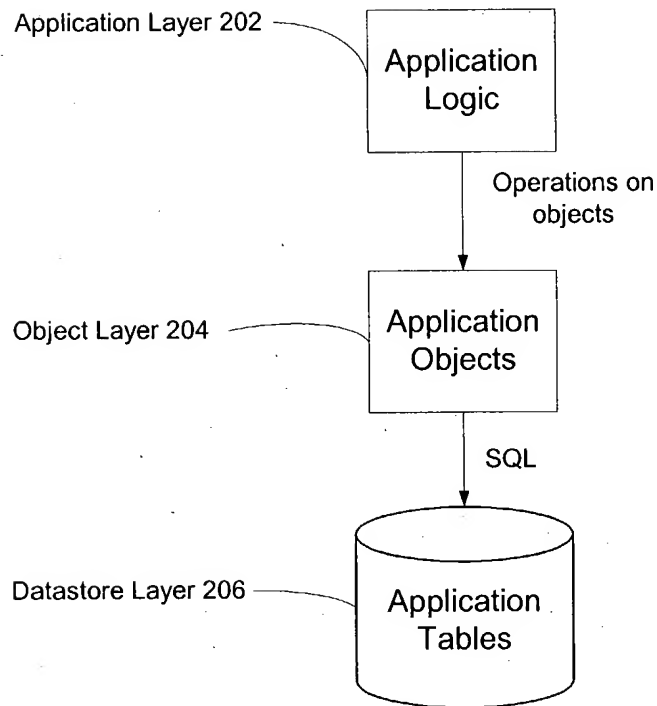 Application Layer 202
Application
Logic
Operations on
objects
Object Layer 204
Application
Objects
SQL
Datastore Layer 206
Application
Tables